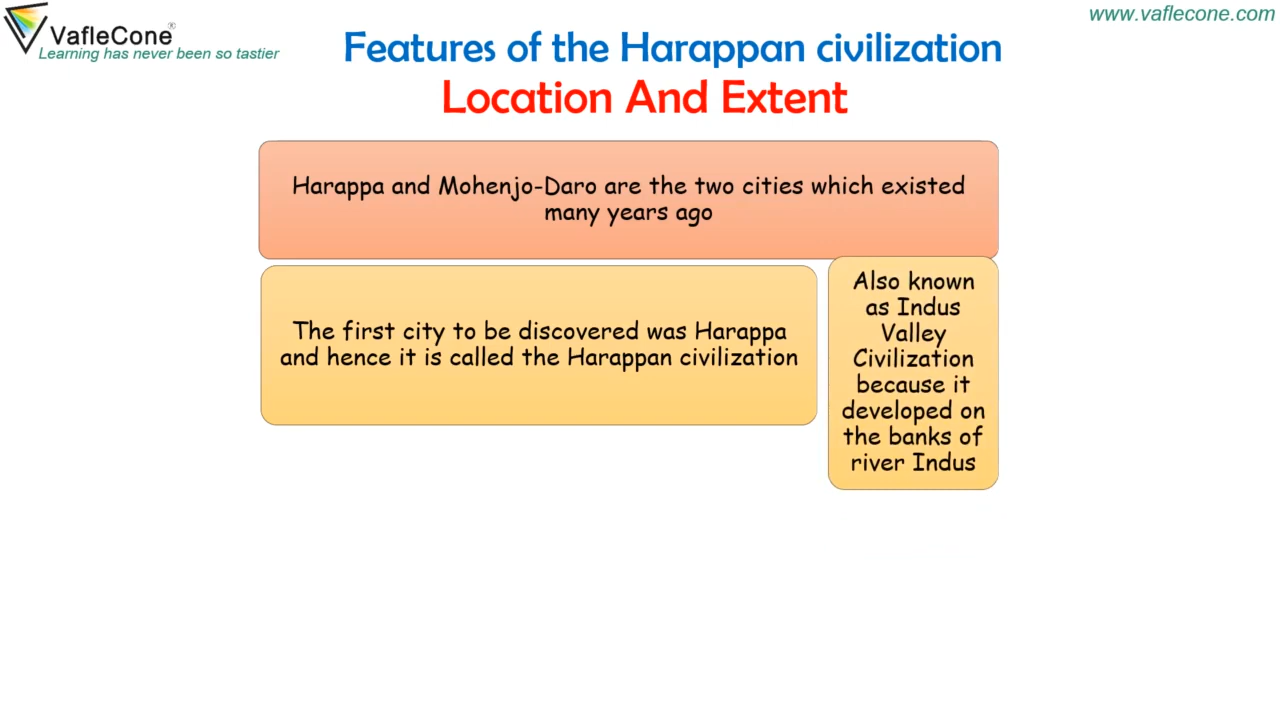 VafleCone®
Learning has never been so tastier
www.vaflecone.com
Features of the Harappan civilization
Location And Extent
Harappa and Mohenjo-Daro are the two cities which existed
many years ago
The first city to be discovered was Harappa
and hence it is called the Harappan civilization
Also known
as Indus
Valley
Civilization
because it
developed on
the banks of
river Indus